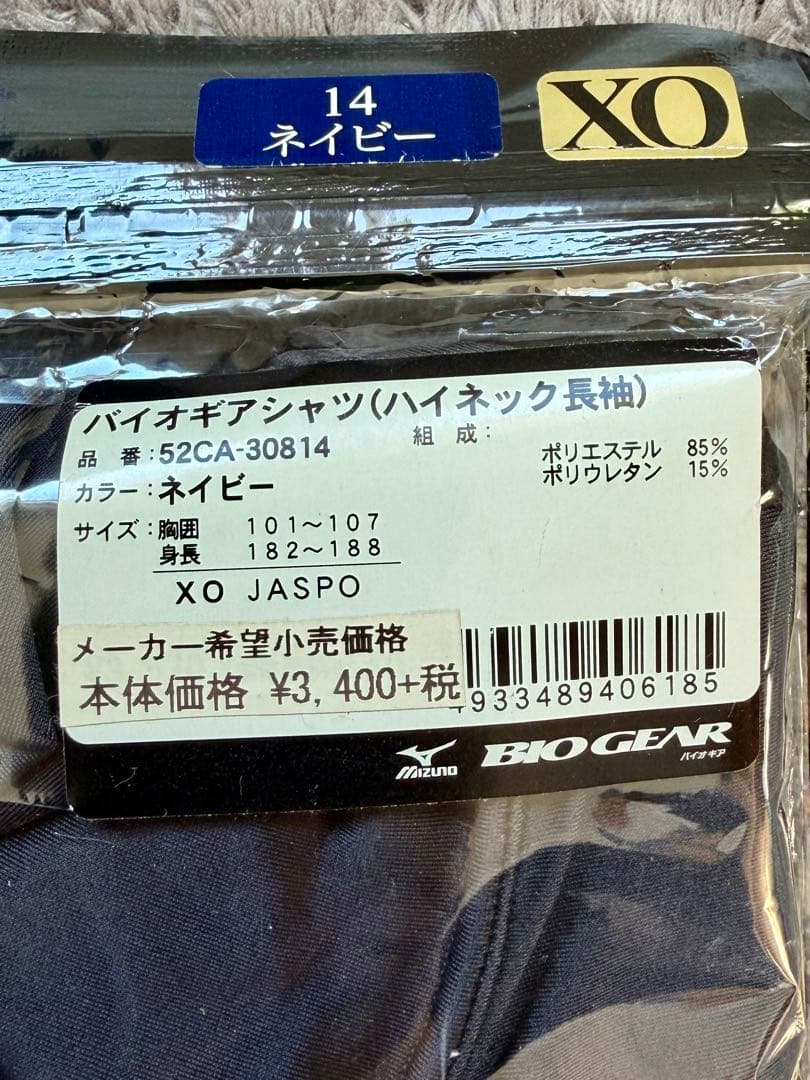 14
ネイビー
XO
バイオギアシャツ(ハイネック長袖)
品 番:52CA-30814
組 成:
ポリエステル 85%
ポリウレタン 15%
カラー:ネイビー
サイズ:胸囲 101〜107
身長 182〜188
XO JASPO
メーカー希望小売価格
本体価格 ¥3,400+税
4933489406185
MIZUNO
BIO GEAR
バイオギア